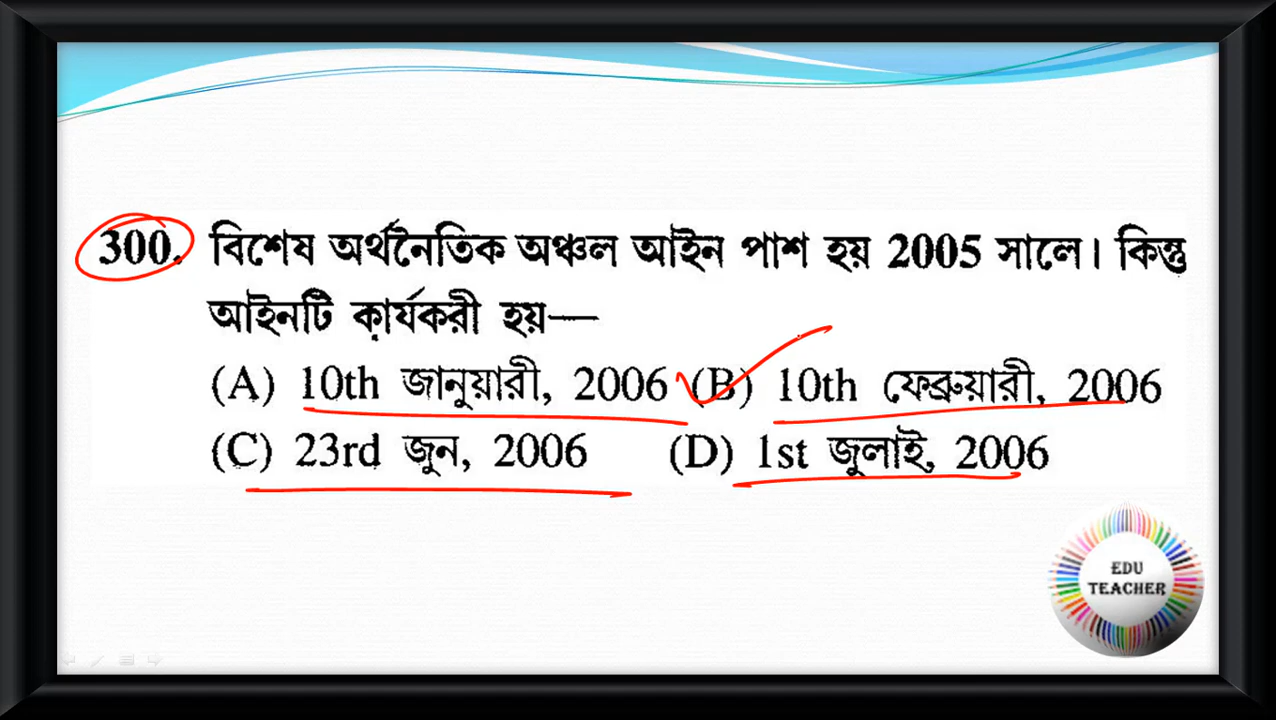 300. বিশেষ অর্থনৈতিক অঞ্চল আইন পাশ হয় 2005 সালে। কিন্তু
আইনটি কার্যকরী হয়—
(A) 10th জানুয়ারী, 2006 (B) 10th ফেব্রুয়ারী, 2006
(C) 23rd জুন, 2006 (D) 1st জুলাই, 2006
EDU
TEACHER